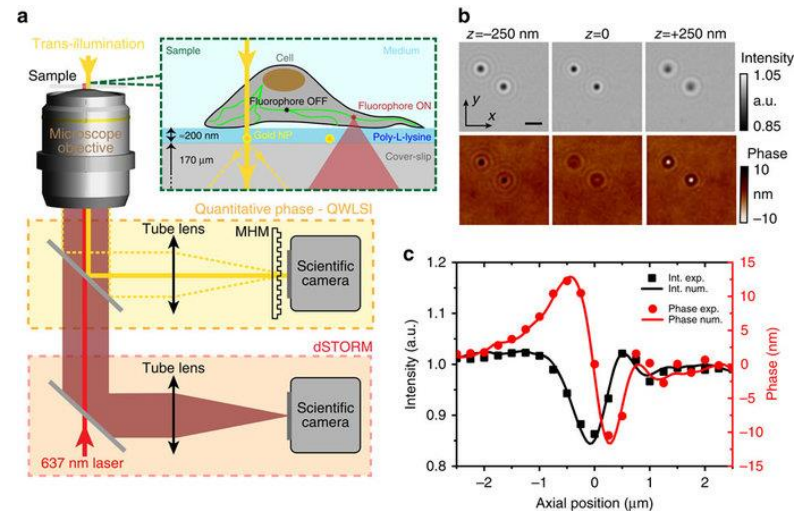 a
Trans-illumination
Sample
Microscope
objective
Sample
Medium
Cell
Fluorophore OFF
Fluorophore ON
~200 nm
Gold NP
Poly-L-lysine
170 μm
Cover-slip
Quantitative phase - QWLSI
Tube lens
MHM
Scientific
camera
dSTORM
Tube lens
Scientific
camera
637 nm laser
b
z=−250 nm
z=0
z=+250 nm
Intensity
1.05
a.u.
0.85
y
x
Phase
10
nm
−10
c
Intensity (a.u.)
1.2
1.1
1.0
0.9
0.8
Int. exp.
Int. num.
Phase exp.
Phase num.
15
10
5
0
−5
−10
−15
Phase (nm)
−2 −1 0 1 2
Axial position (μm)